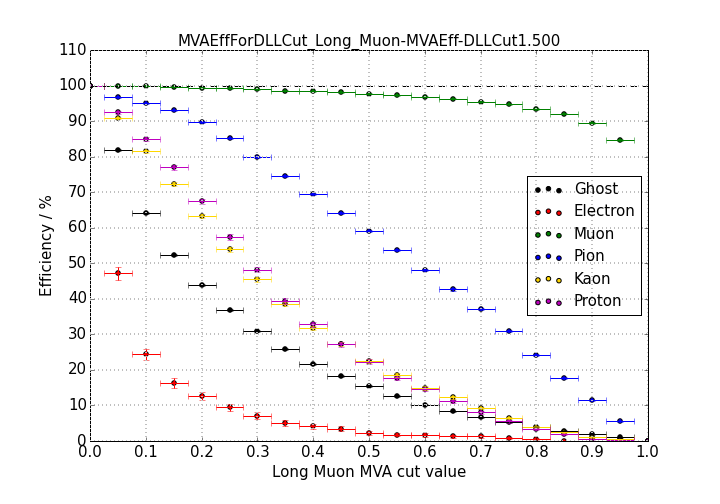 MVAEffForDLLCut_Long_Muon-MVAEff-DLLCut1.500
110
100
90
80
70
60
50
40
30
20
10
0
Efficiency / %
Ghost
Electron
Muon
Pion
Kaon
Proton
0.0 0.1 0.2 0.3 0.4 0.5 0.6 0.7 0.8 0.9 1.0
Long Muon MVA cut value